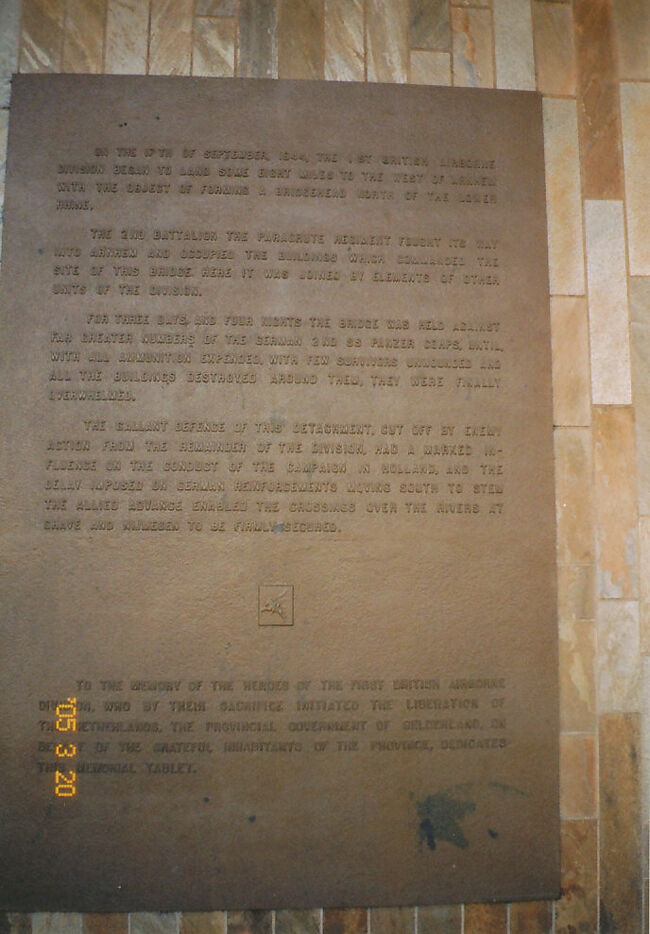 ON THE 17TH OF SEPTEMBER, 1944, THE 1 ST BRITISH AIRBORNE
DIVISION BEGAN TO LAND SOME EIGHT MILES TO THE WEST OF ARNHEM
WITH THE OBJECT OF FORMING A BRIDGEHEAD NORTH OF THE LOWER
RHINE.
THE 2ND BATTALION THE PARACHUTE REGIMENT FOUGHT ITS WAY
INTO ARNHEM AND OCCUPIED THE BUILDINGS WHICH COMMANDED THE
SITE OF THIS BRIDGE. HERE IT WAS JOINED BY ELEMENTS OF OTHER
UNITS OF THE DIVISION.
FOR THREE DAYS, AND FOUR NIGHTS THE BRIDGE WAS HELD AGAINST
FAR GREATER NUMBERS OF THE GERMAN 2ND SS PANZER CORPS, UNTIL,
WITH ALL AMMUNITION EXPENDED, WITH FEW SURVIVORS UNWOUNDED AND
ALL THE BUILDINGS DESTROYED AROUND THEM, THEY WERE FINALLY
OVERWHELMED.
THE GALLANT DEFENCE OF THIS DETACHMENT, CUT OFF BY ENEMY
ACTION FROM THE REMAINDER OF THE DIVISION, HAD A MARKED IN-
FLUENCE ON THE CONDUCT OF THE CAMPAIGN IN HOLLAND, AND THE
DELAY IMPOSED ON GERMAN REINFORCEMENTS MOVING SOUTH TO STEM
THE ALLIED ADVANCE ENABLED THE CROSSINGS OVER THE RIVERS AT
GRAVE AND NIJMEGEN TO BE FIRMLY SECURED.
TO THE MEMORY OF THE HEROES OF THE FIRST BRITISH AIRBORNE
DIVISION, WHO BY THEIR SACRIFICE INITIATED THE LIBERATION OF
THE NETHERLANDS, THE PROVINCIAL GOVERNMENT OF GELDERLAND, ON
BEHALF OF THE GRATEFUL INHABITANTS OF THE PROVINCE, DEDICATES
THIS MEMORIAL TABLET.
'05 3 20